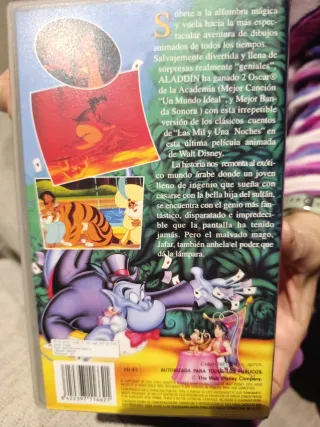 Súbete a la alfombra mágica
y vuela hacia la más espec-
tacular aventura de dibujos
animados de todos los tiempos.
Salvajemente divertida y llena de
sorpresas realmente "geniales",
ALADDIN ha ganado 2 Oscar®
de la Academia (Mejor Canción
"Un Mundo Ideal", y Mejor Ban-
da Sonora) con esta irrepetible
versión de los clásicos cuentos
de "Las Mil y Una Noches" en
esta última película animada
de Walt Disney.
La historia nos remonta al exóti-
co mundo árabe donde un joven
lleno de ingenio que sueña con
casarse con la bella hija del sultán,
se encuentra con el genio más fan-
tástico, disparatado e impredeci-
ble que la pantalla ha tenido
jamás. Pero el malvado mago,
Jafar, también anhela el poder que
da la lámpara.
AUTORIZADA PARA TODOS LOS PÚBLICOS
© The Walt Disney Company